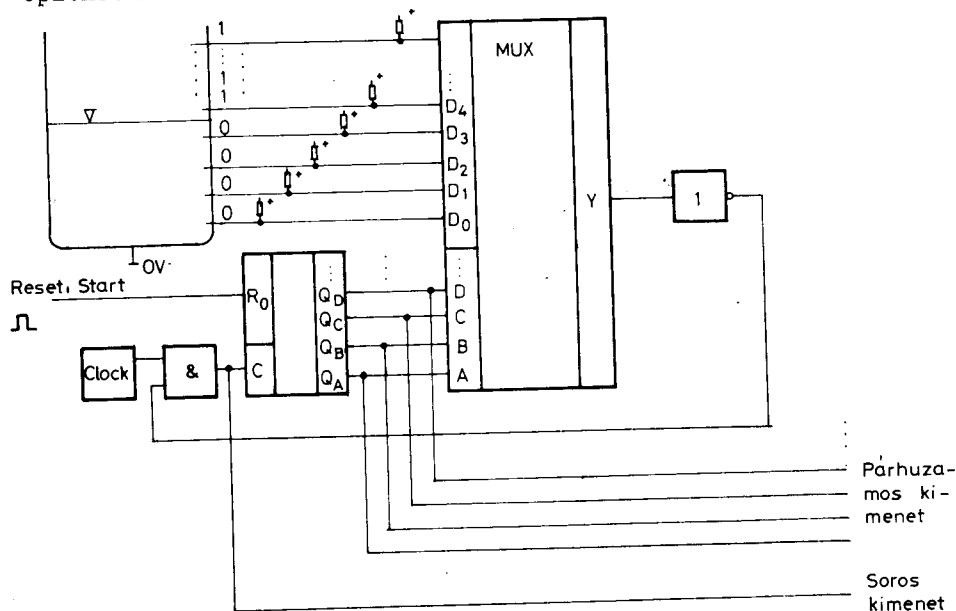 1
+
MUX
1
1
+
D4
0
+
D3
0
+
D2
0
+
D1
0
+
D0
Y
1
0V
Reset, Start
R0
QD
D
QC
C
QB
B
Clock
&
C
QA
A
Párhuza-
mos ki-
menet
Soros
kimenet